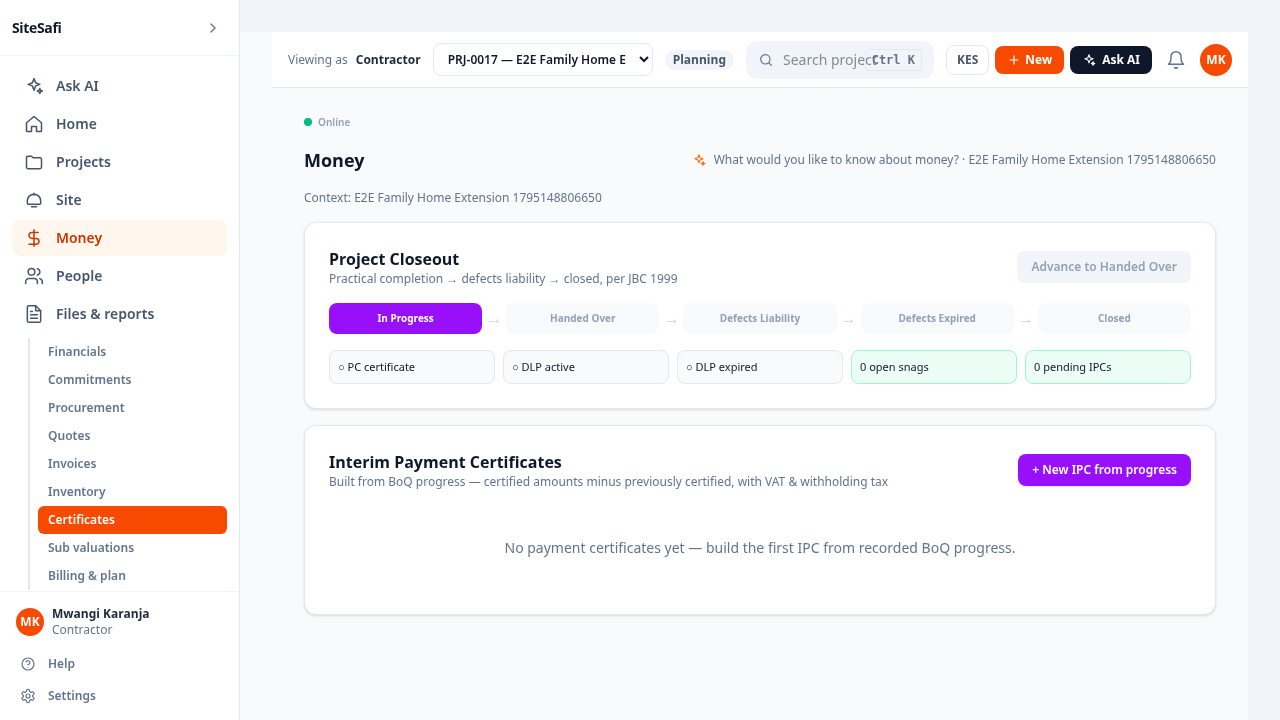 SiteSafi
Ask AI
Home
Projects
Site
Money
People
Files & reports
Financials
Commitments
Procurement
Quotes
Invoices
Inventory
Certificates
Sub valuations
Billing & plan
MK
Mwangi Karanja
Contractor
Help
Settings
Viewing as Contractor
PRJ-0017 — E2E Family Home E
Planning
Search project
Ctrl K
KES
+ New
Ask AI
MK
Online
Money
What would you like to know about money? · E2E Family Home Extension 1795148806650
Context: E2E Family Home Extension 1795148806650
Project Closeout
Practical completion → defects liability → closed, per JBC 1999
Advance to Handed Over
In Progress → Handed Over → Defects Liability → Defects Expired → Closed
○ PC certificate
○ DLP active
○ DLP expired
0 open snags
0 pending IPCs
Interim Payment Certificates
Built from BoQ progress — certified amounts minus previously certified, with VAT & withholding tax
+ New IPC from progress
No payment certificates yet — build the first IPC from recorded BoQ progress.